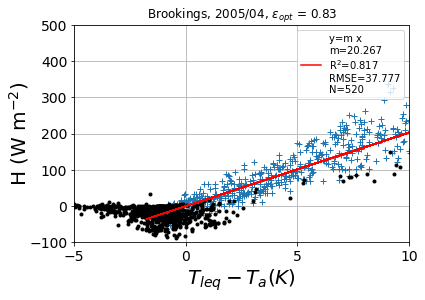 Brookings, 2005/04, ε_opt = 0.83
500
400
300
200
100
0
−100
H (W m⁻²)
y=m x
m=20.267
R²=0.817
RMSE=37.777
N=520
−5
0
5
10
T_leq − T_a(K)